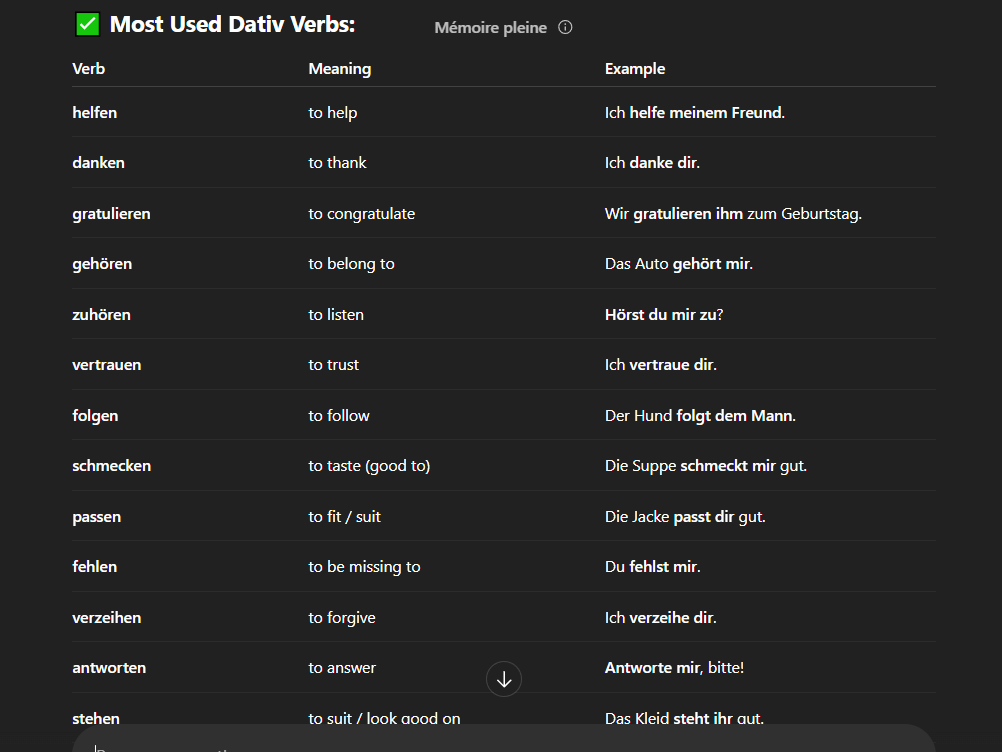 ✅ Most Used Dativ Verbs:
Mémoire pleine
Verb Meaning Example
helfen to help Ich helfe meinem Freund.
danken to thank Ich danke dir.
gratulieren to congratulate Wir gratulieren ihm zum Geburtstag.
gehören to belong to Das Auto gehört mir.
zuhören to listen Hörst du mir zu?
vertrauen to trust Ich vertraue dir.
folgen to follow Der Hund folgt dem Mann.
schmecken to taste (good to) Die Suppe schmeckt mir gut.
passen to fit / suit Die Jacke passt dir gut.
fehlen to be missing to Du fehlst mir.
verzeihen to forgive Ich verzeihe dir.
antworten to answer Antworte mir, bitte!
stehen to suit / look good on Das Kleid steht ihr gut.